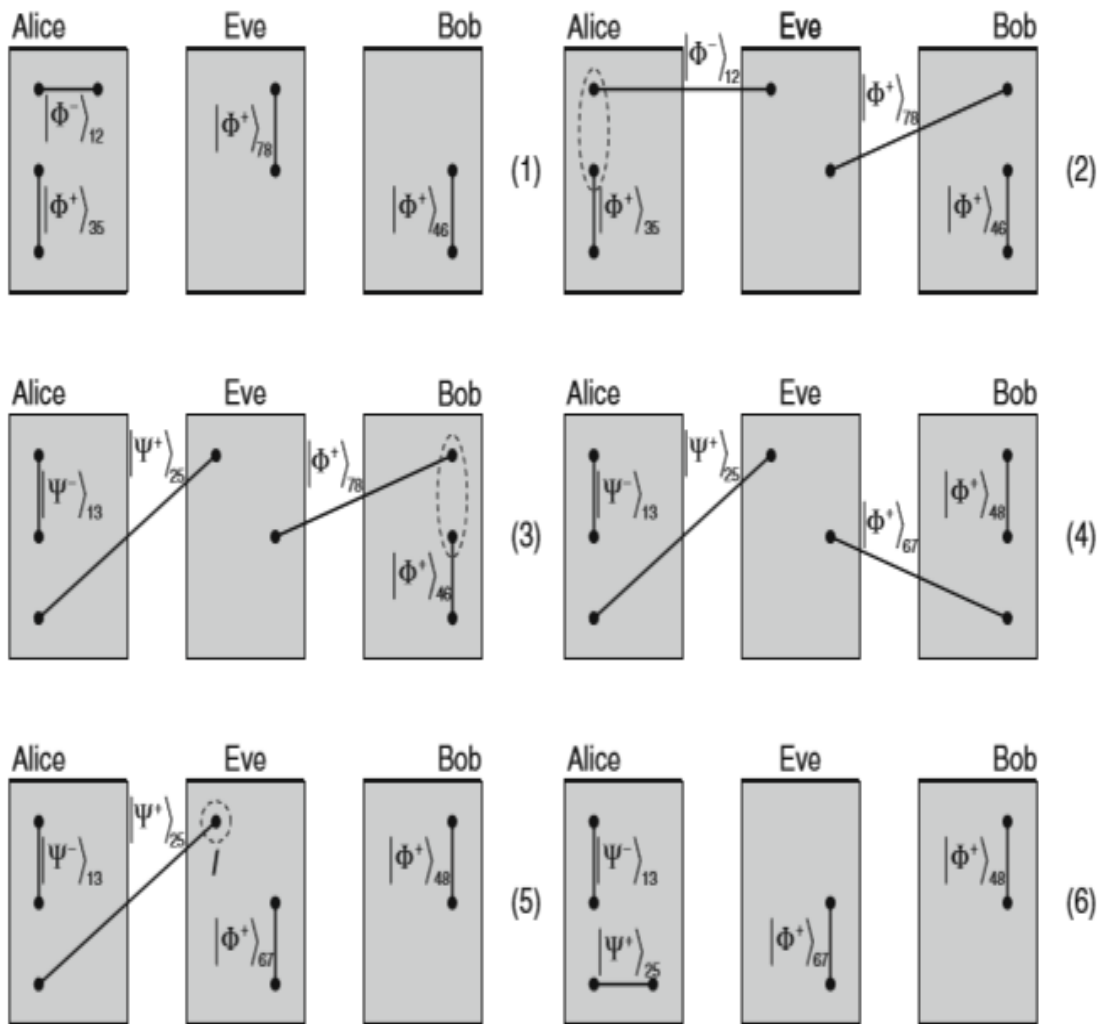 Alice Eve Bob
|Φ⁻⟩₁₂
|Φ⁺⟩₇₈
|Φ⁺⟩₃₅
|Φ⁺⟩₄₆
(1)
Alice Eve Bob
|Φ⁻⟩₁₂
|Φ⁺⟩₇₈
|Φ⁺⟩₃₅
|Φ⁺⟩₄₆
(2)
Alice Eve Bob
|Ψ⁺⟩₂₅
|Φ⁺⟩₇₈
|Ψ⁻⟩₁₃
|Φ⁺⟩₄₆
(3)
Alice Eve Bob
|Ψ⁺⟩₂₅
|Ψ⁻⟩₁₃
|Φ⁺⟩₄₈
|Φ⁺⟩₆₇
(4)
Alice Eve Bob
|Ψ⁺⟩₂₅
|Ψ⁻⟩₁₃
I
|Φ⁺⟩₄₈
|Φ⁺⟩₆₇
(5)
Alice Eve Bob
|Ψ⁻⟩₁₃
|Φ⁺⟩₄₈
|Ψ⁺⟩₂₅
|Φ⁺⟩₆₇
(6)